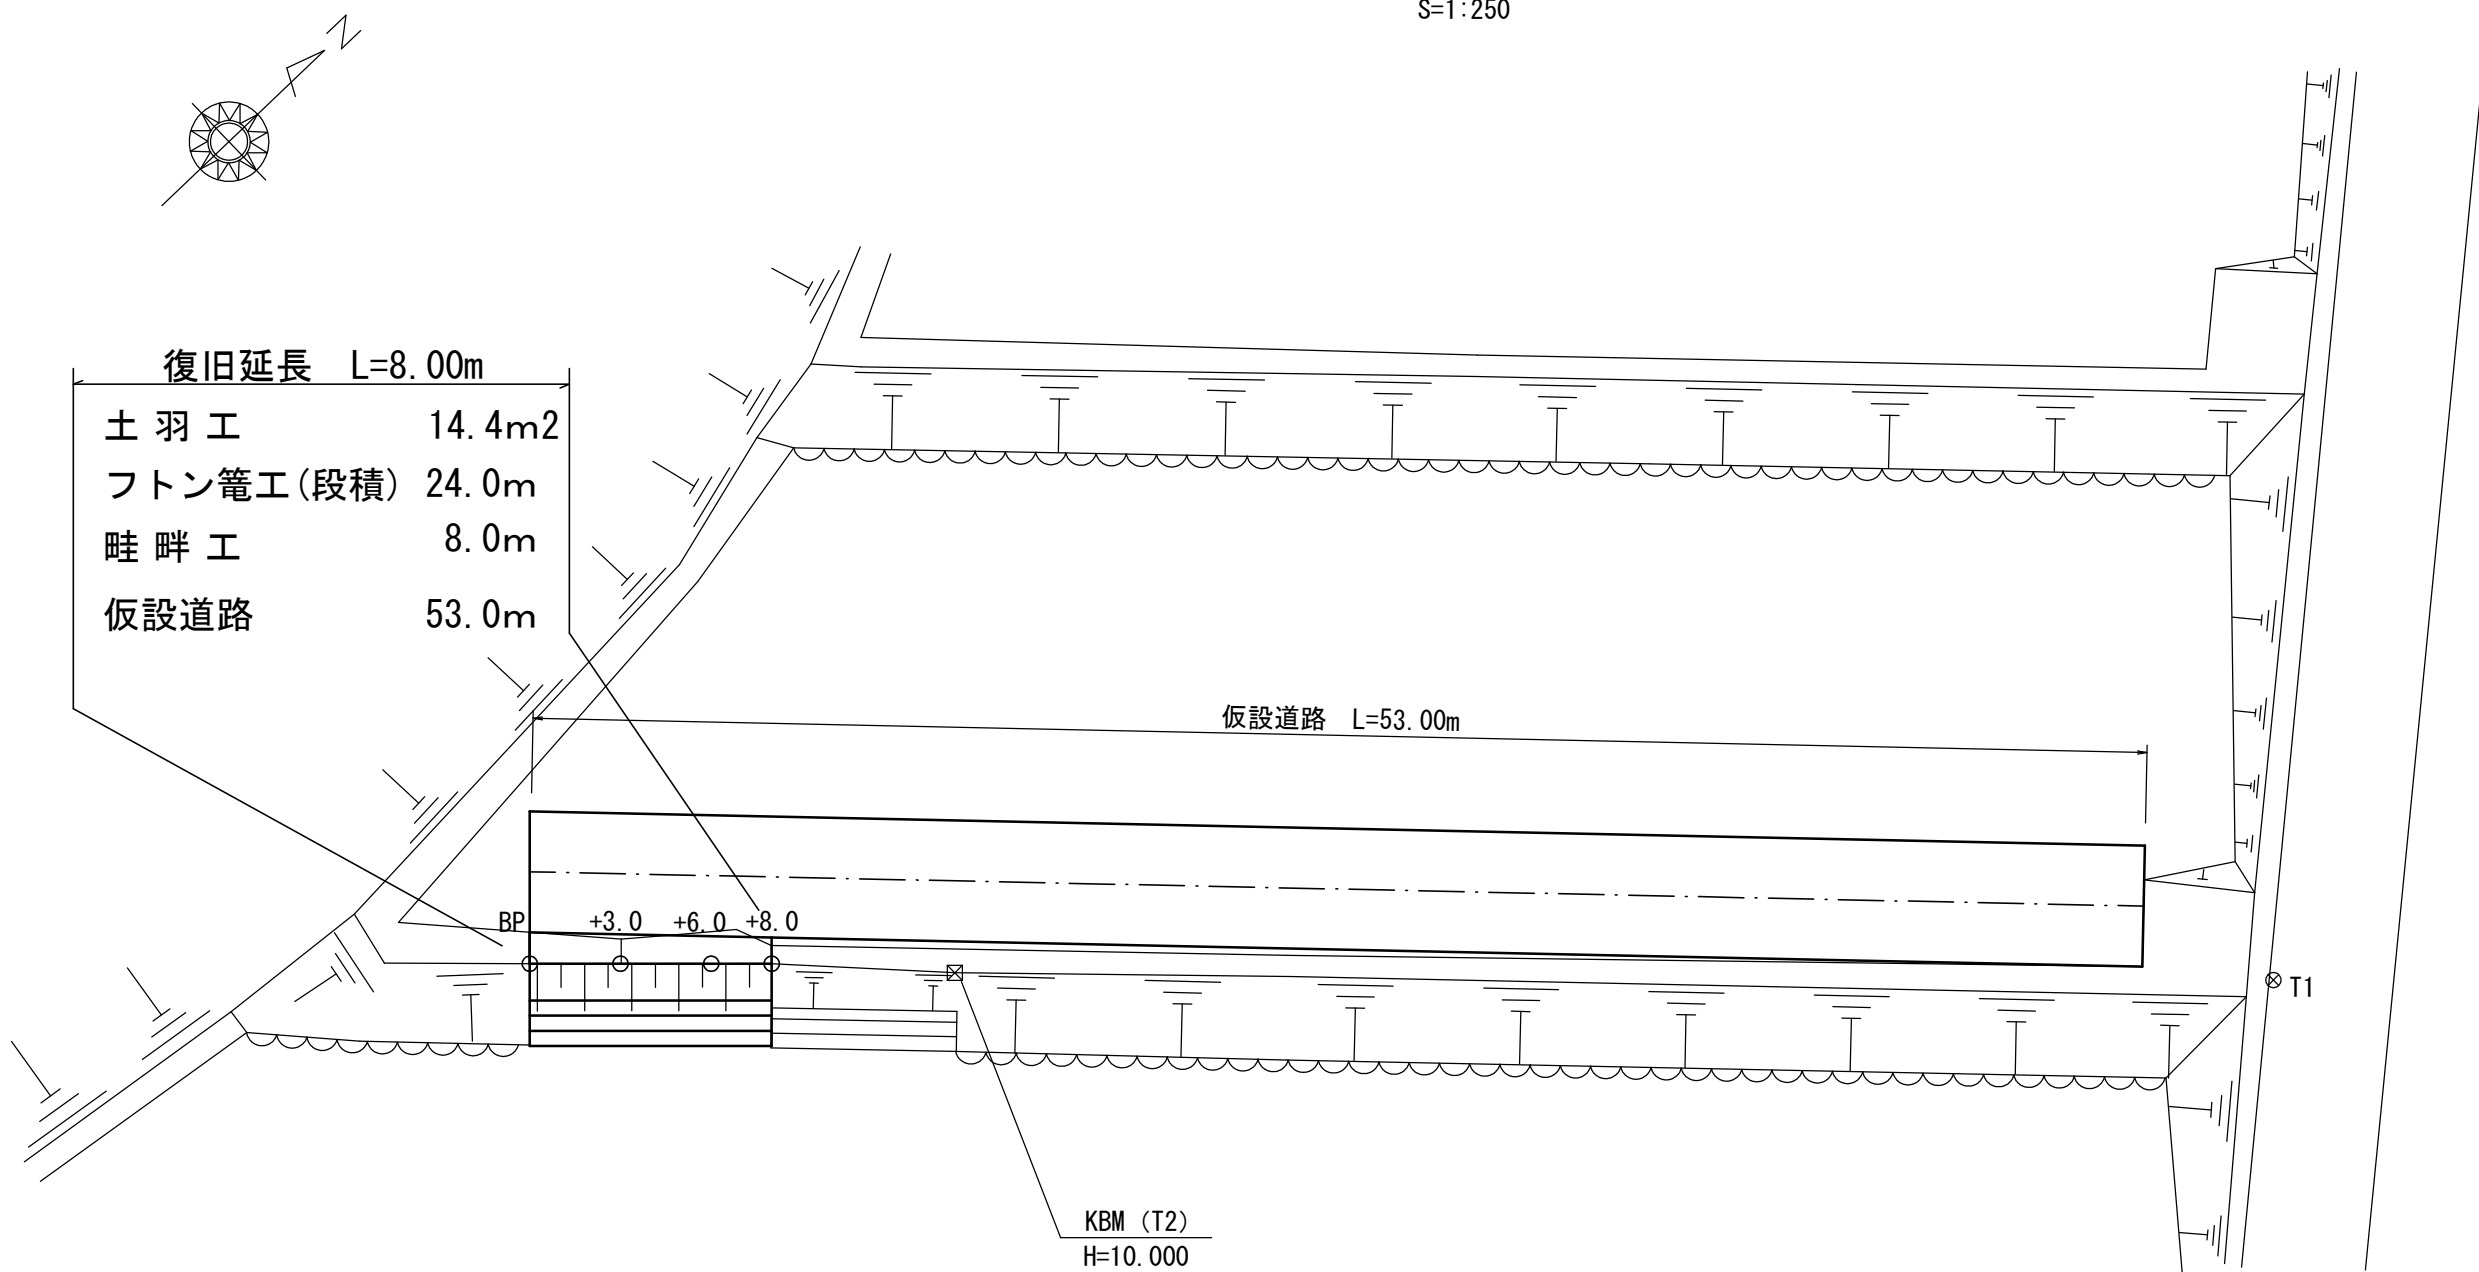 S=1:250
N
復旧延長 L=8.00m
土羽工 14.4m2
フトン篭工(段積) 24.0m
畦畔工 8.0m
仮設道路 53.0m
仮設道路 L=53.00m
BP +3.0 +6.0 +8.0
T1
KBM (T2)
H=10.000